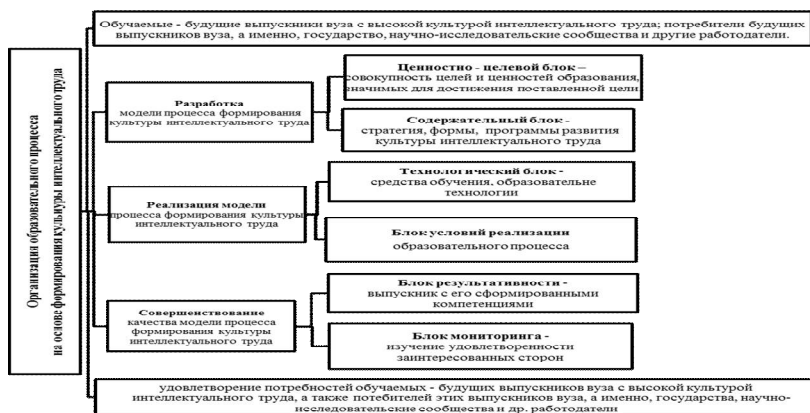 Обучаемые - будущие выпускники вуза с высокой культурой интеллектуального труда; потребители будущих
выпускников вуза, а именно, государство, научно-исследовательские сообщества и другие работодатели.
Организация образовательного процесса
на основе формирования культуры интеллектуального труда
Разработка
модели процесса формирования
культуры интеллектуального труда
Ценностно - целевой блок –
совокупность целей и ценностей образования,
значимых для достижения поставленной цели
Содержательный блок -
стратегия, формы, программы развития
культуры интеллектуального труда
Реализация модели
процесса формирования культуры
интеллектуального труда
Технологический блок -
средства обучения, образовательне
технологии
Блок условий реализации
образовательного процесса
Совершенствование
качества модели процесса
формирования культуры
интеллектуального труда
Блок результативности -
выпускник с его сформированными
компетенциями
Блок мониторинга -
изучение удовлетворенности
заинтересованных сторон
удовлетворение потребностей обучаемых - будущих выпускников вуза с высокой культурой
интеллектуального труда, а также потебителей этих выпускников вуза, а именно, государства, научно-
исследовательские сообщества и др. работодатели